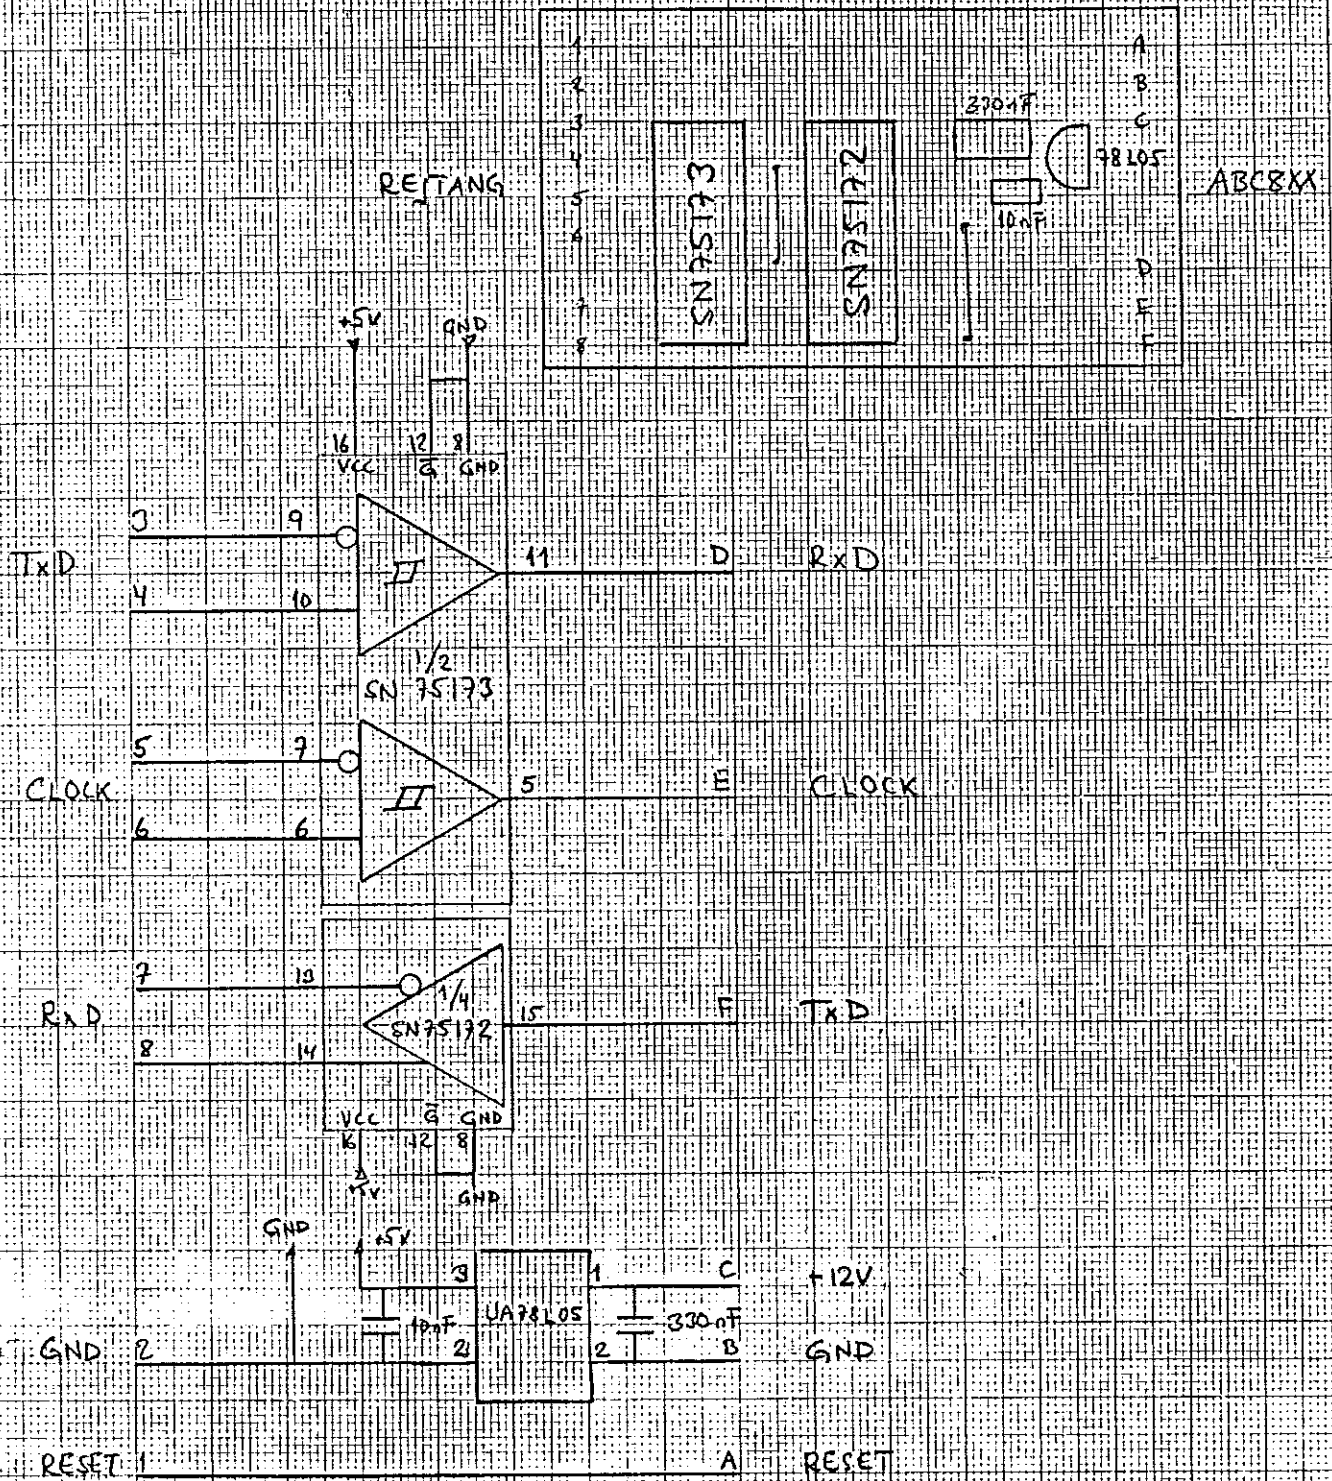 1 A
2 B
330nF
3 C
4 78L05
RE/TANG SN75173 SN75172 ABC8XX
5 10nF
6
D
7 E
8 F
+5V GND
16 12 8
VCC G̅ GND
3 9
TxD 11 D RxD
4 10
1/2
SN 75173
5 7
CLOCK 5 E CLOCK
6 6
7 13
1/4
RxD SN75172 15 F TxD
8 14
VCC G̅ GND
16 12 8
+5V GND
GND +5V
3 1 C +12V
10nF UA78L05 330nF
GND 2 2 2 B GND
RESET 1 A RESET